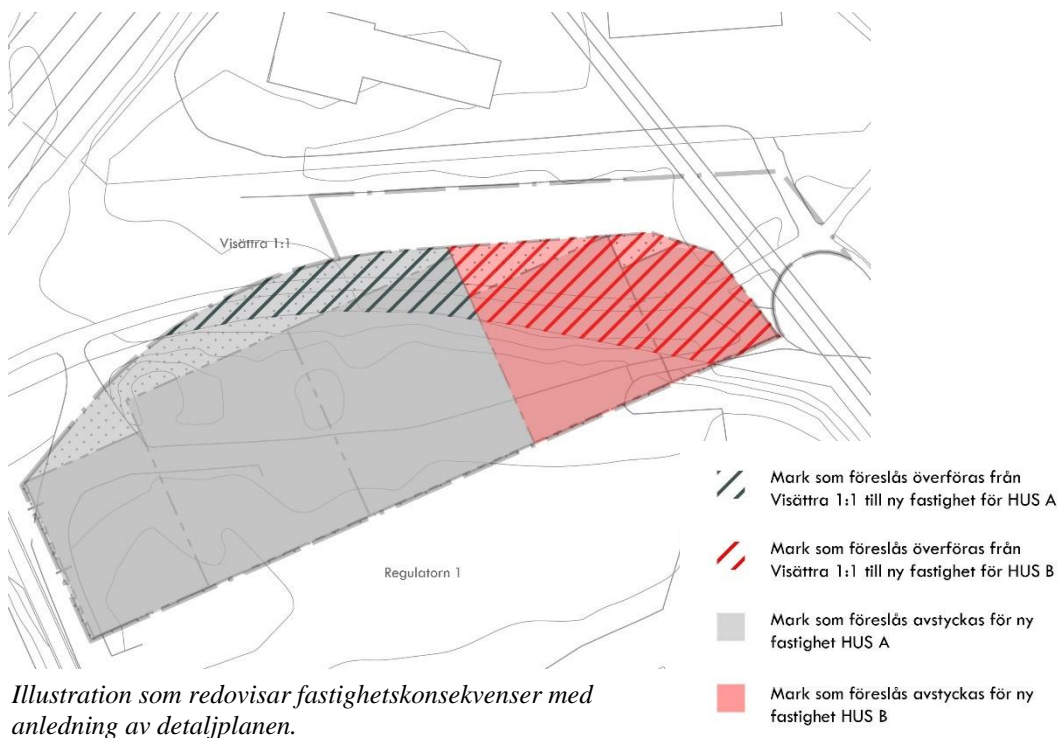 Visättra 1:1
Regulatorn 1
Mark som föreslås överföras från
Visättra 1:1 till ny fastighet för HUS A
Mark som föreslås överföras från
Visättra 1:1 till ny fastighet för HUS B
Mark som föreslås avstyckas för ny
fastighet HUS A
Mark som föreslås avstyckas för ny
fastighet HUS B
Illustration som redovisar fastighetskonsekvenser med
anledning av detaljplanen.